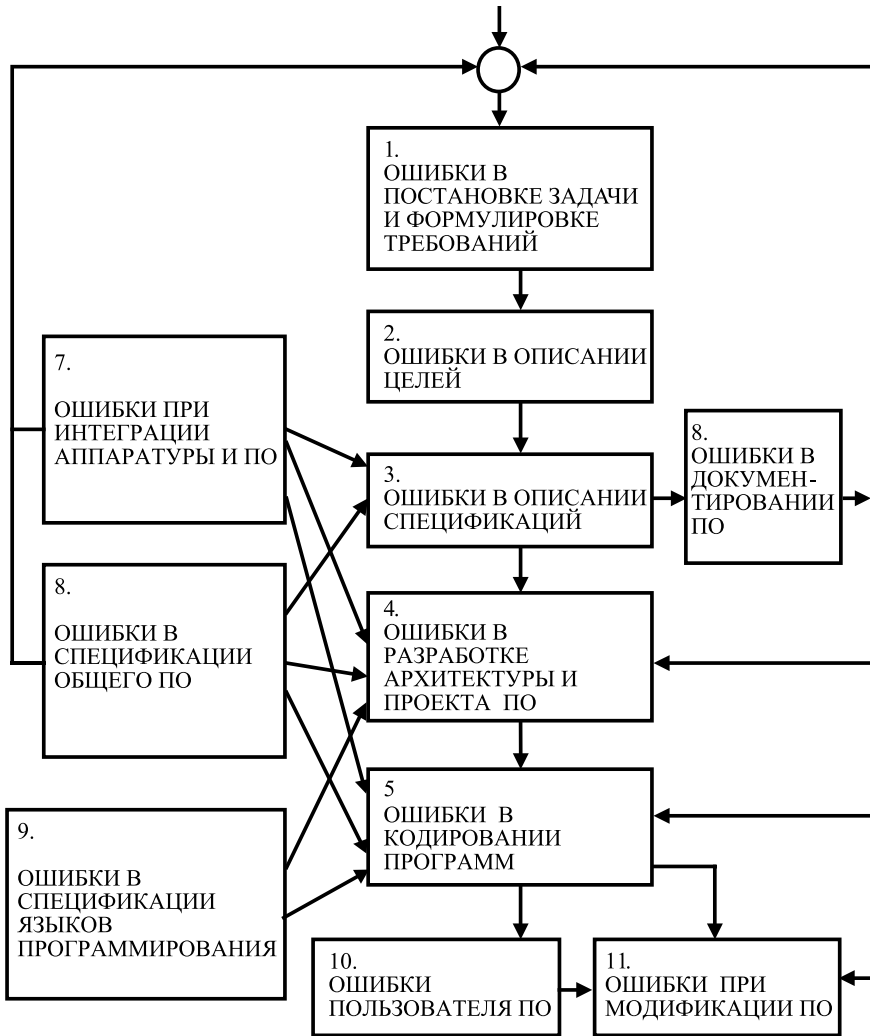 1.
ОШИБКИ В
ПОСТАНОВКЕ ЗАДАЧИ
И ФОРМУЛИРОВКЕ
ТРЕБОВАНИЙ
2.
ОШИБКИ В ОПИСАНИИ
ЦЕЛЕЙ
7.
ОШИБКИ ПРИ
ИНТЕГРАЦИИ
АППАРАТУРЫ И ПО
3.
ОШИБКИ В ОПИСАНИИ
СПЕЦИФИКАЦИЙ
8.
ОШИБКИ В
ДОКУМЕН-
ТИРОВАНИИ
ПО
8.
ОШИБКИ В
СПЕЦИФИКАЦИИ
ОБЩЕГО ПО
4.
ОШИБКИ В
РАЗРАБОТКЕ
АРХИТЕКТУРЫ И
ПРОЕКТА ПО
5
ОШИБКИ В
КОДИРОВАНИИ
ПРОГРАММ
9.
ОШИБКИ В
СПЕЦИФИКАЦИИ
ЯЗЫКОВ
ПРОГРАММИРОВАНИЯ
10.
ОШИБКИ
ПОЛЬЗОВАТЕЛЯ ПО
11.
ОШИБКИ ПРИ
МОДИФИКАЦИИ ПО